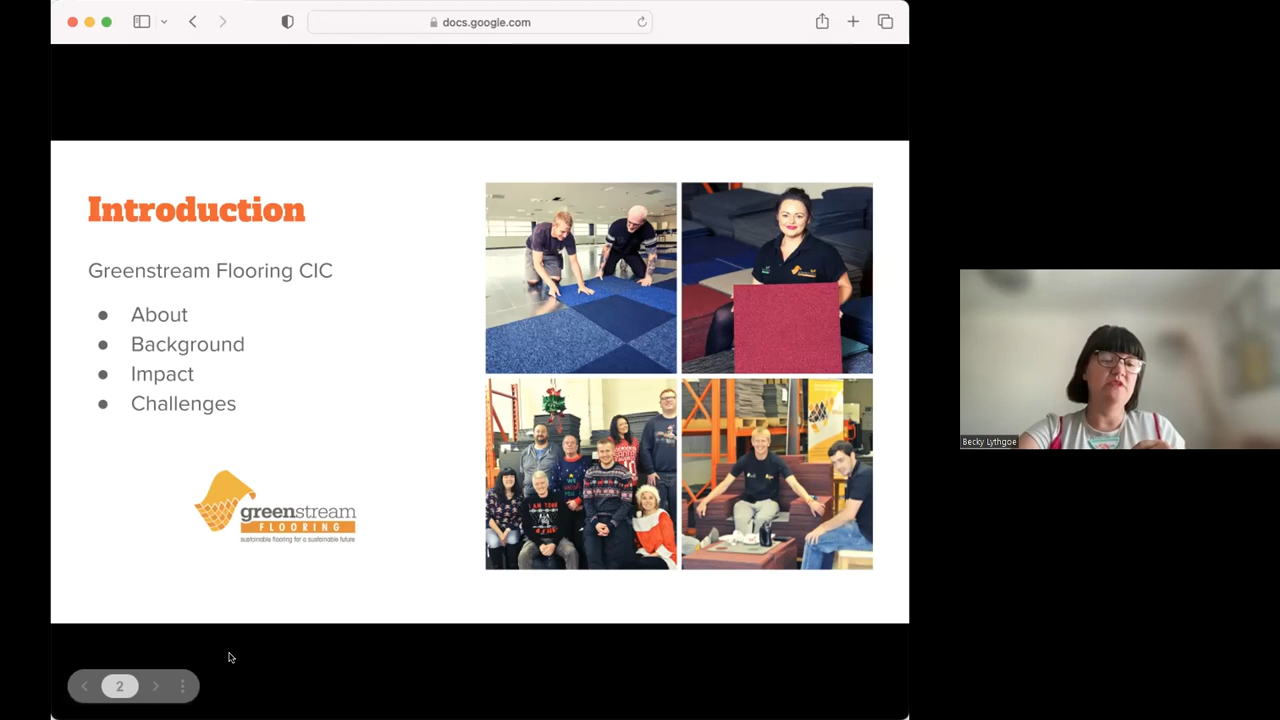 docs.google.com
Introduction
Greenstream Flooring CIC
● About
● Background
● Impact
● Challenges
greenstream
FLOORING
sustainable flooring for a sustainable future
Becky Lythgoe
2